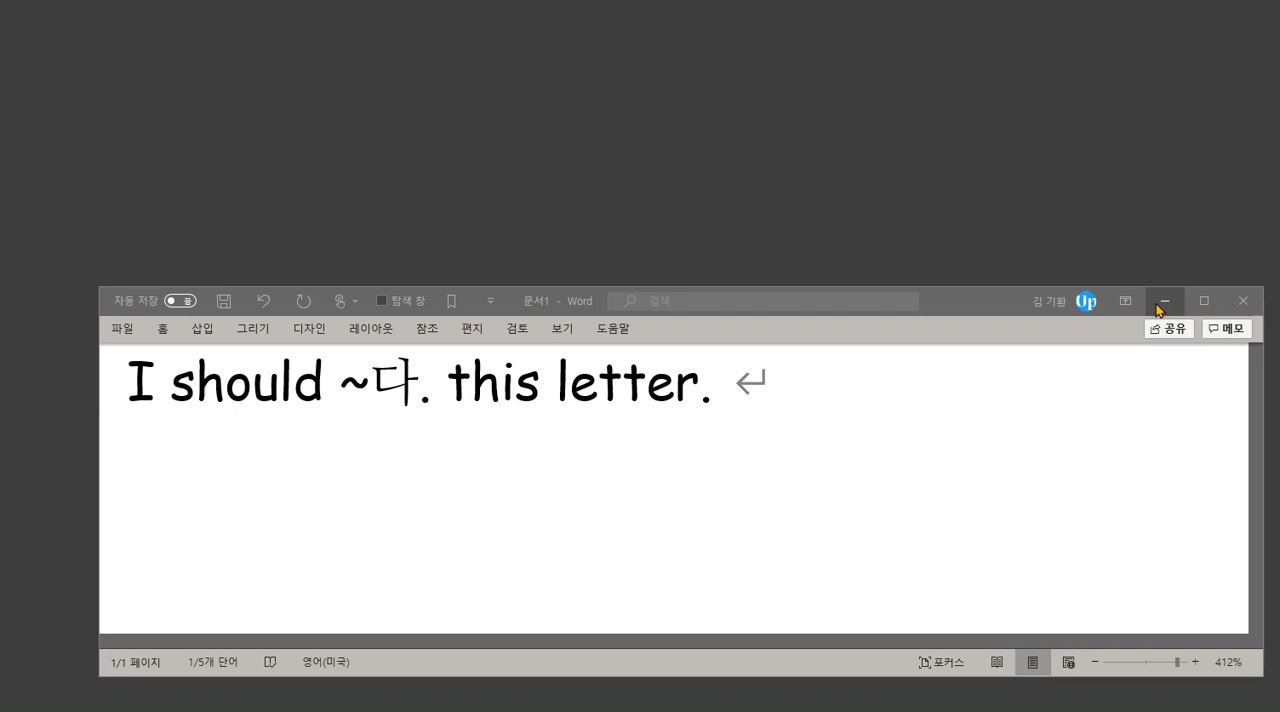 자동 저장 끔 탐색 창 문서1 - Word 검색 김 기환 Up
파일 홈 삽입 그리기 디자인 레이아웃 참조 편지 검토 보기 도움말 공유 메모
I should ~다. this letter. ↵
1/1 페이지 1/5개 단어 영어(미국) 포커스 412%